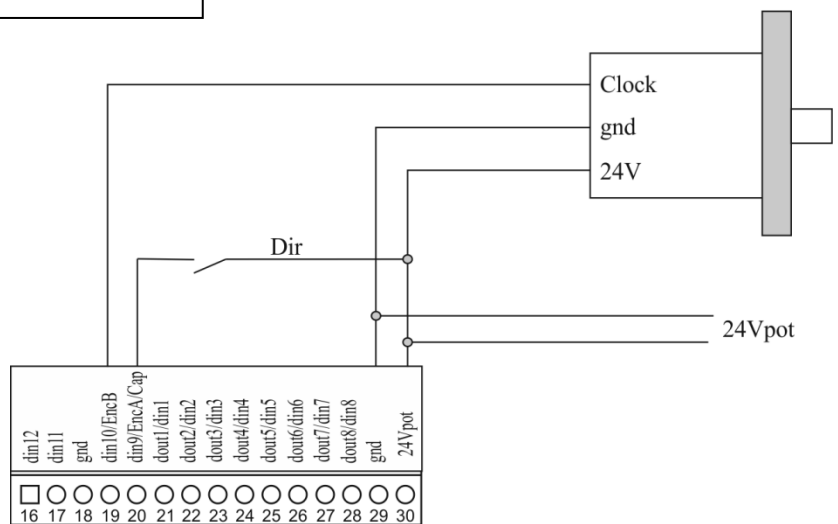 Clock
gnd
24V
Dir
24Vpot
din12
din11
gnd
din10/EncB
din9/EncA/Cap
dout1/din1
dout2/din2
dout3/din3
dout4/din4
dout5/din5
dout6/din6
dout7/din7
dout8/din8
gnd
24Vpot
16 17 18 19 20 21 22 23 24 25 26 27 28 29 30